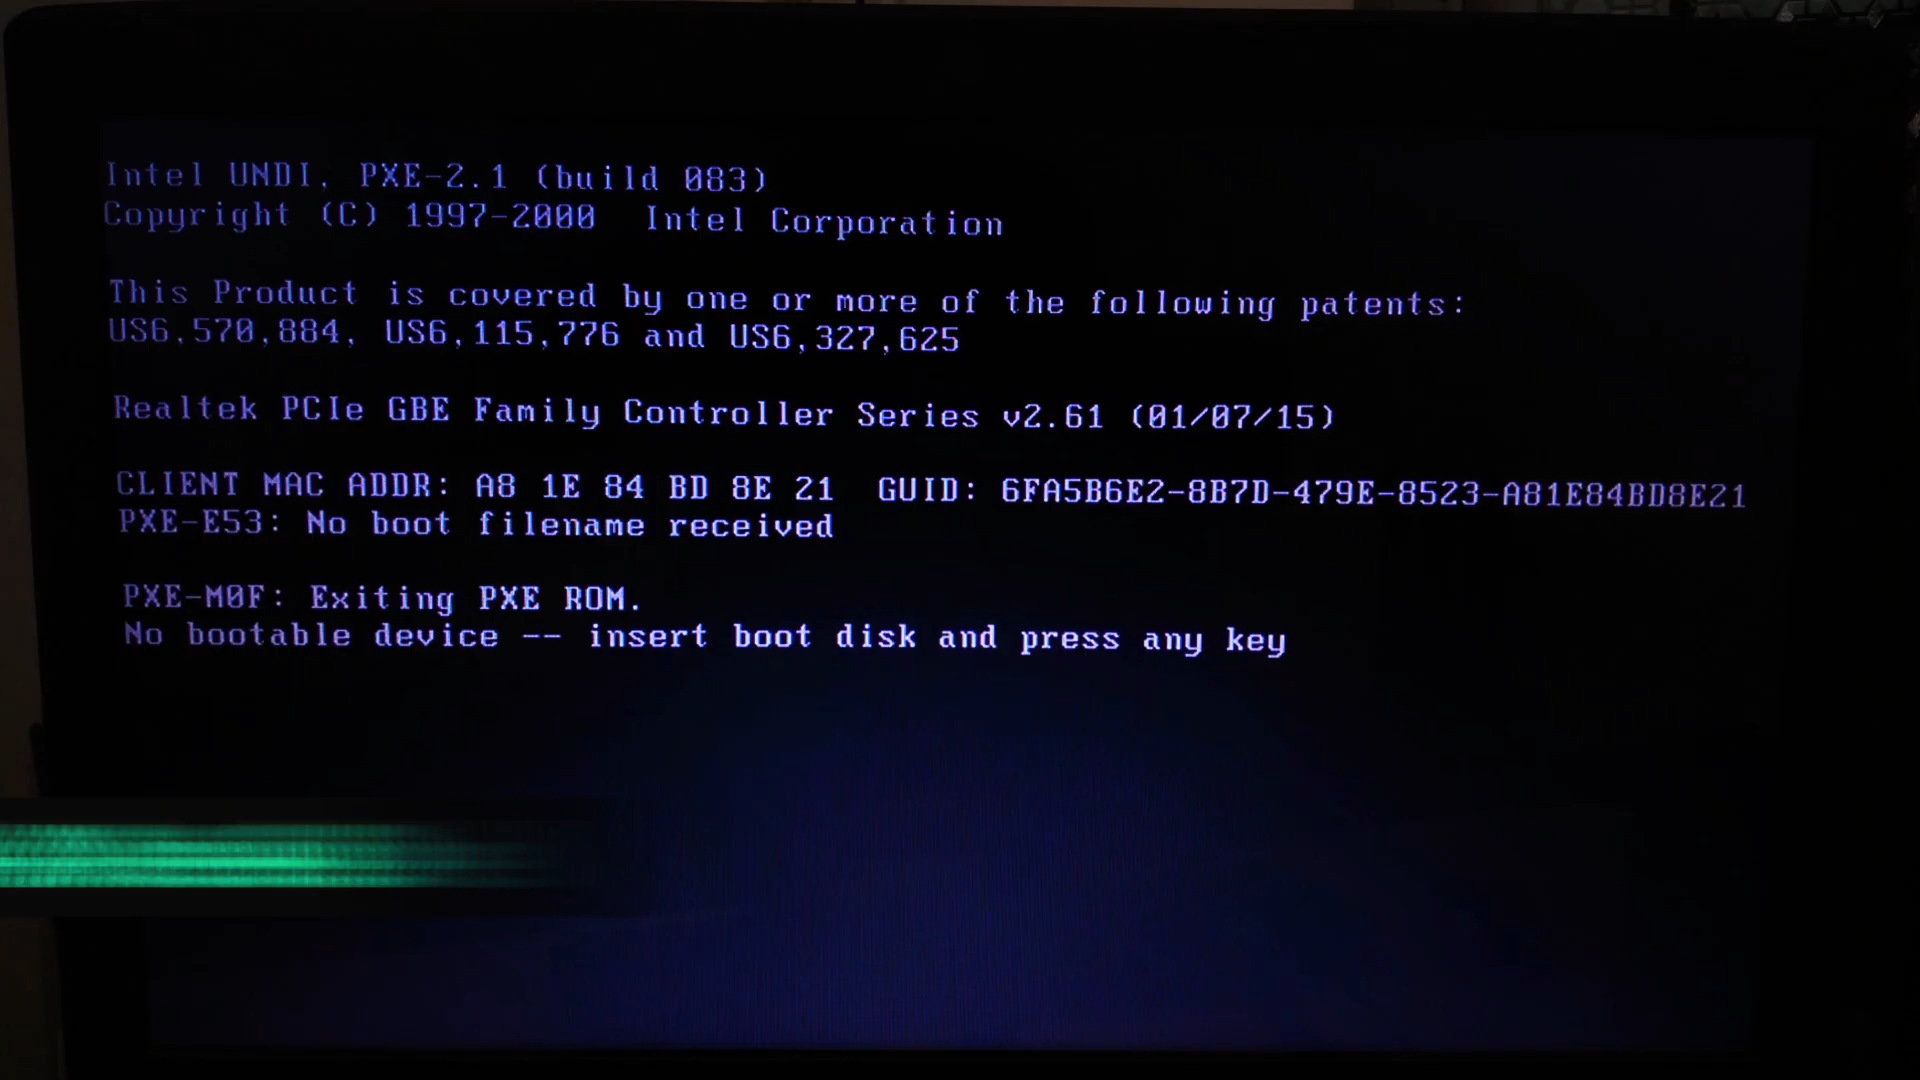 Intel UNDI, PXE-2.1 (build 083)
Copyright (C) 1997-2000  Intel Corporation
This Product is covered by one or more of the following patents:
US6,570,884, US6,115,776 and US6,327,625
Realtek PCIe GBE Family Controller Series v2.61 (01/07/15)
CLIENT MAC ADDR: A8 1E 84 BD 8E 21  GUID: 6FA5B6E2-8B7D-479E-8523-A81E84BD8E21
PXE-E53: No boot filename received
PXE-M0F: Exiting PXE ROM.
No bootable device -- insert boot disk and press any key